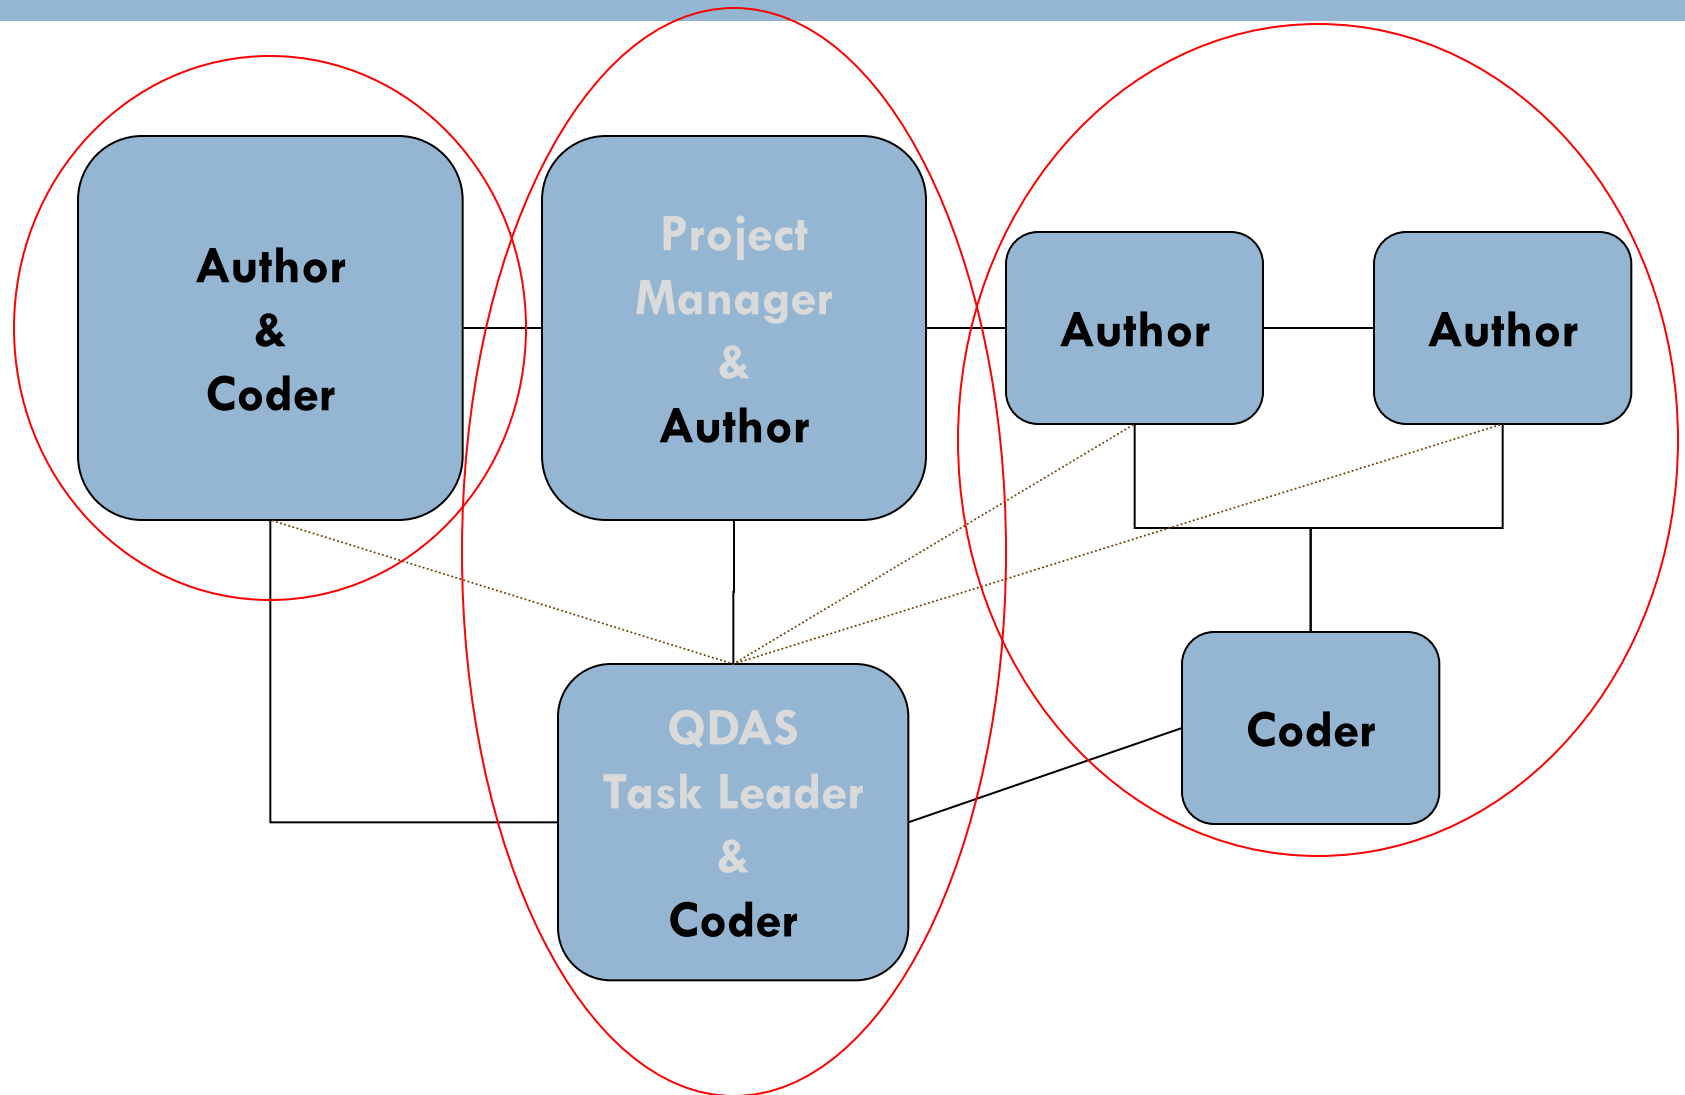 Author
&
Coder
Project
Manager
&
Author
Author
Author
QDAS
Task Leader
&
Coder
Coder